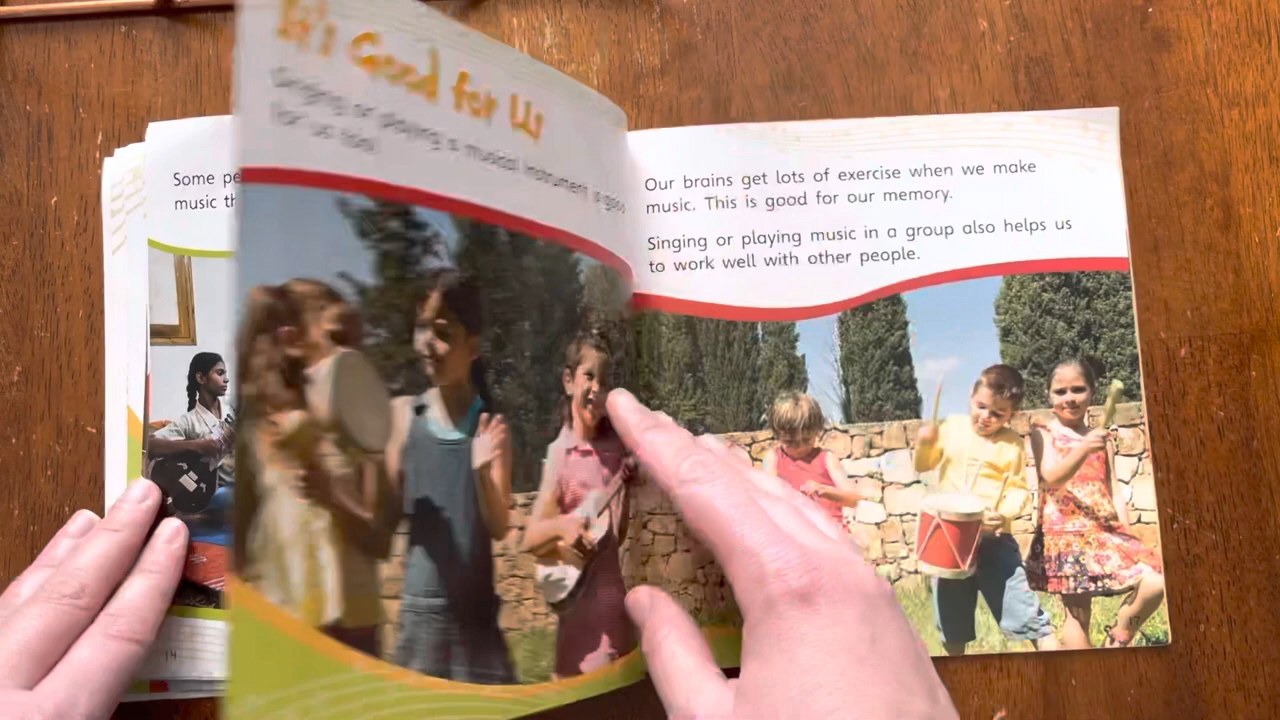 Some pe
music th
14
It's Good for Us
Singing or playing a musical instrument is good
for us too.
Our brains get lots of exercise when we make
music. This is good for our memory.
Singing or playing music in a group also helps us
to work well with other people.